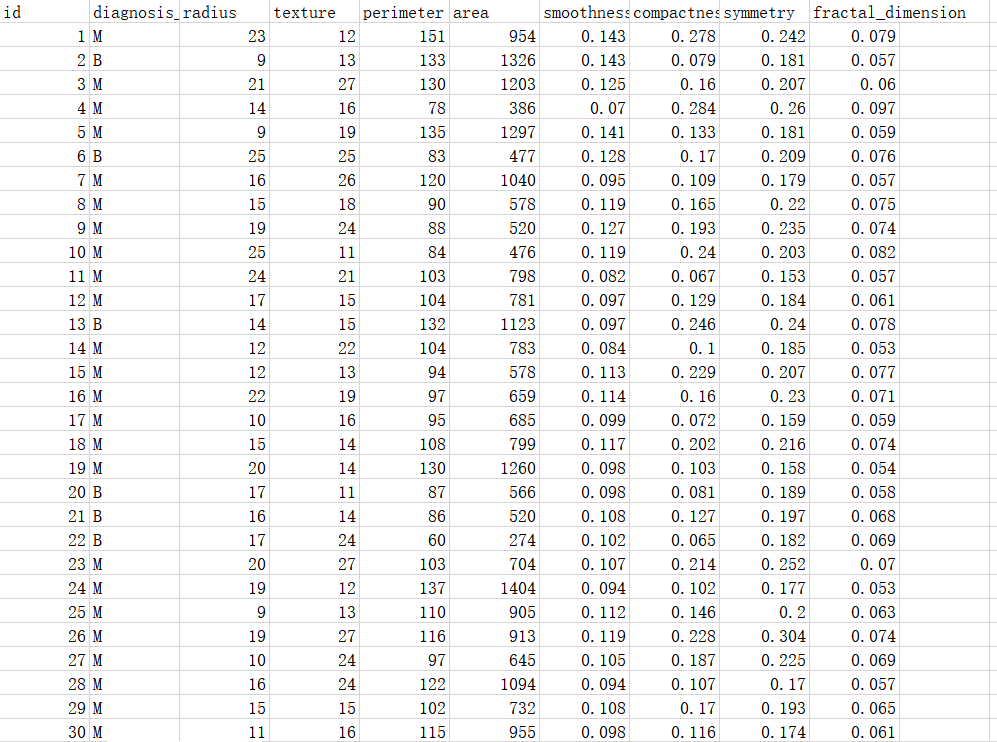 id diagnosis_ radius texture perimeter area smoothness compactnes symmetry fractal_dimension
1 M 23 12 151 954 0.143 0.278 0.242 0.079
2 B 9 13 133 1326 0.143 0.079 0.181 0.057
3 M 21 27 130 1203 0.125 0.16 0.207 0.06
4 M 14 16 78 386 0.07 0.284 0.26 0.097
5 M 9 19 135 1297 0.141 0.133 0.181 0.059
6 B 25 25 83 477 0.128 0.17 0.209 0.076
7 M 16 26 120 1040 0.095 0.109 0.179 0.057
8 M 15 18 90 578 0.119 0.165 0.22 0.075
9 M 19 24 88 520 0.127 0.193 0.235 0.074
10 M 25 11 84 476 0.119 0.24 0.203 0.082
11 M 24 21 103 798 0.082 0.067 0.153 0.057
12 M 17 15 104 781 0.097 0.129 0.184 0.061
13 B 14 15 132 1123 0.097 0.246 0.24 0.078
14 M 12 22 104 783 0.084 0.1 0.185 0.053
15 M 12 13 94 578 0.113 0.229 0.207 0.077
16 M 22 19 97 659 0.114 0.16 0.23 0.071
17 M 10 16 95 685 0.099 0.072 0.159 0.059
18 M 15 14 108 799 0.117 0.202 0.216 0.074
19 M 20 14 130 1260 0.098 0.103 0.158 0.054
20 B 17 11 87 566 0.098 0.081 0.189 0.058
21 B 16 14 86 520 0.108 0.127 0.197 0.068
22 B 17 24 60 274 0.102 0.065 0.182 0.069
23 M 20 27 103 704 0.107 0.214 0.252 0.07
24 M 19 12 137 1404 0.094 0.102 0.177 0.053
25 M 9 13 110 905 0.112 0.146 0.2 0.063
26 M 19 27 116 913 0.119 0.228 0.304 0.074
27 M 10 24 97 645 0.105 0.187 0.225 0.069
28 M 16 24 122 1094 0.094 0.107 0.17 0.057
29 M 15 15 102 732 0.108 0.17 0.193 0.065
30 M 11 16 115 955 0.098 0.116 0.174 0.061